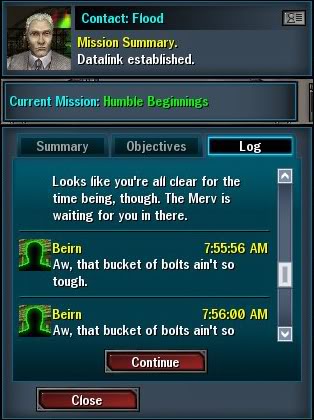 Contact: Flood
Mission Summary.
Datalink established.
Current Mission: Humble Beginnings
Summary
Objectives
Log
Looks like you're all clear for the
time being, though. The Merv is
waiting for you in there.
Beirn 7:55:56 AM
Aw, that bucket of bolts ain't so
tough.
Beirn 7:56:00 AM
Aw, that bucket of bolts ain't so
Continue
Close